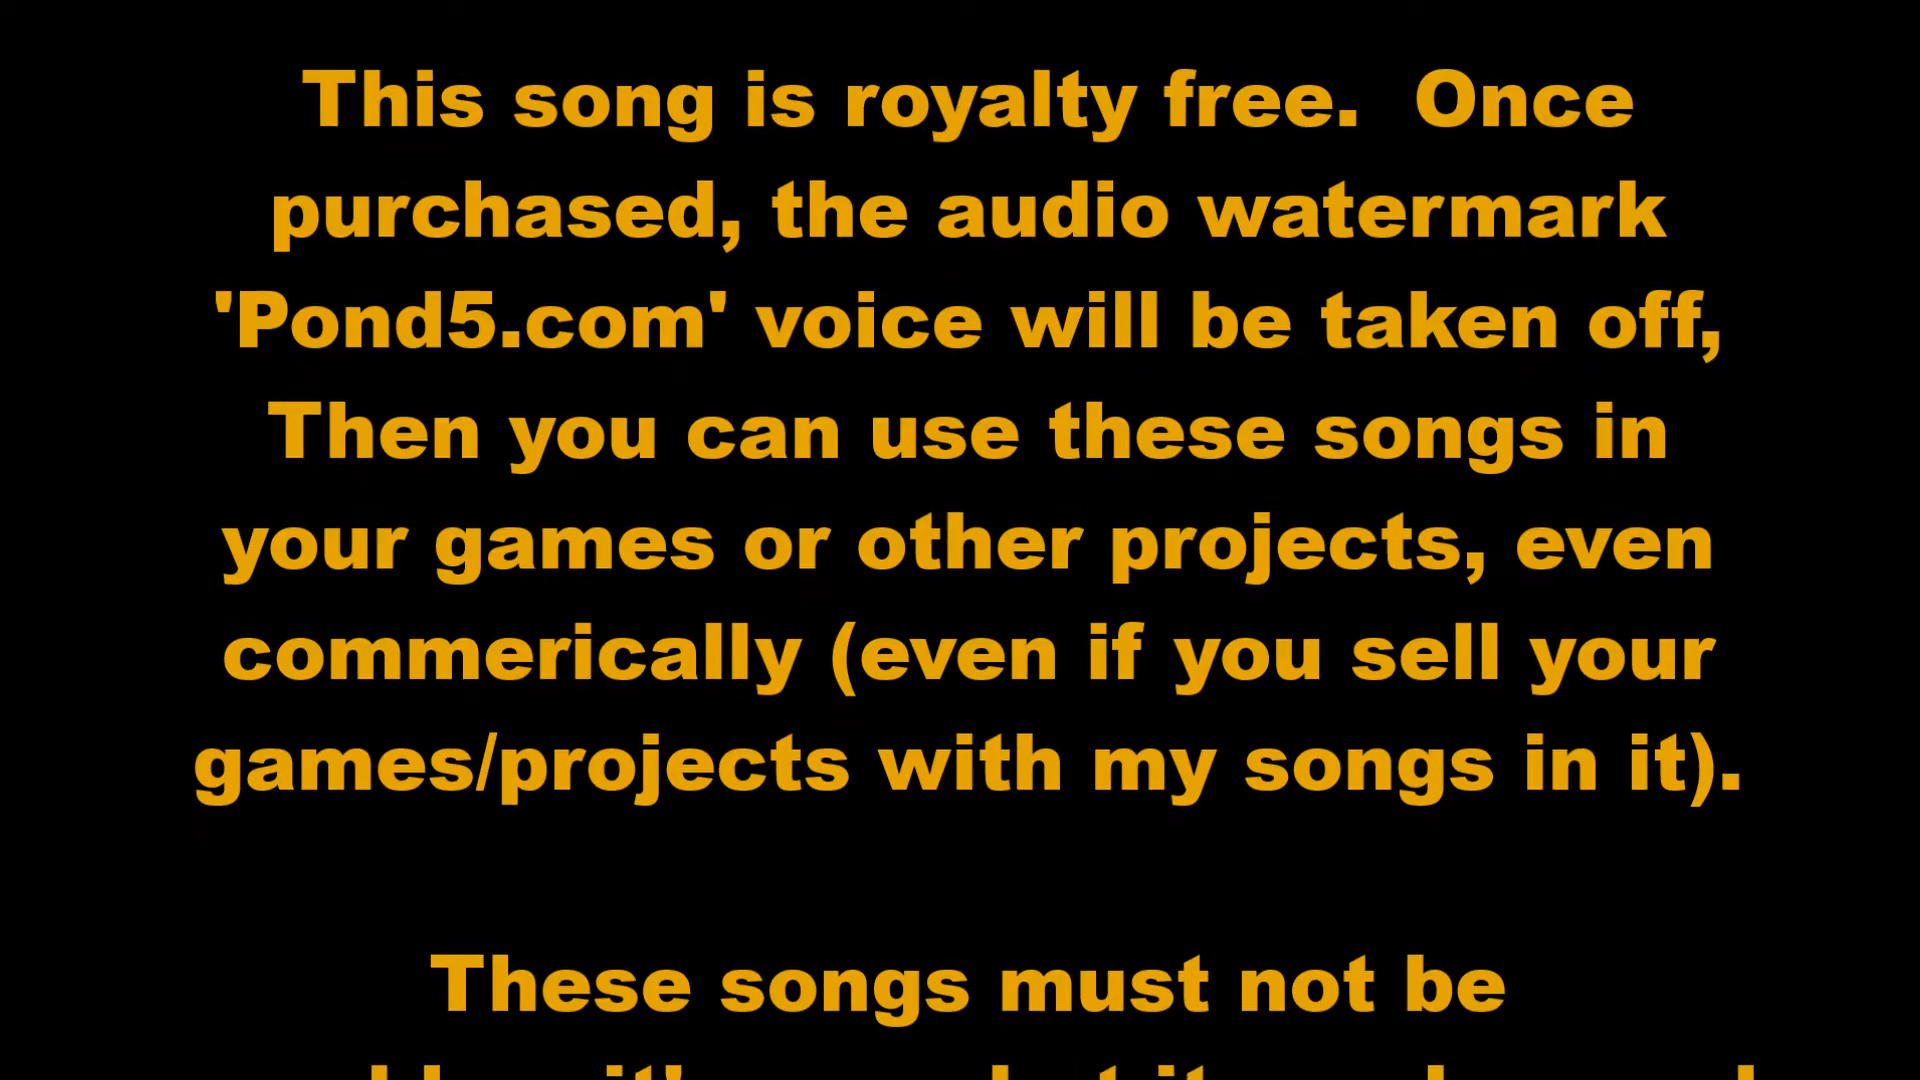 This song is royalty free.  Once
purchased, the audio watermark
'Pond5.com' voice will be taken off,
Then you can use these songs in
your games or other projects, even
commerically (even if you sell your
games/projects with my songs in it).
These songs must not be